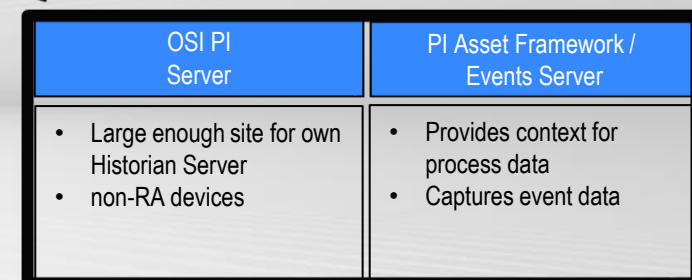 OSI PI
Server
• Large enough site for own
Historian Server
• non-RA devices
PI Asset Framework /
Events Server
• Provides context for
process data
• Captures event data